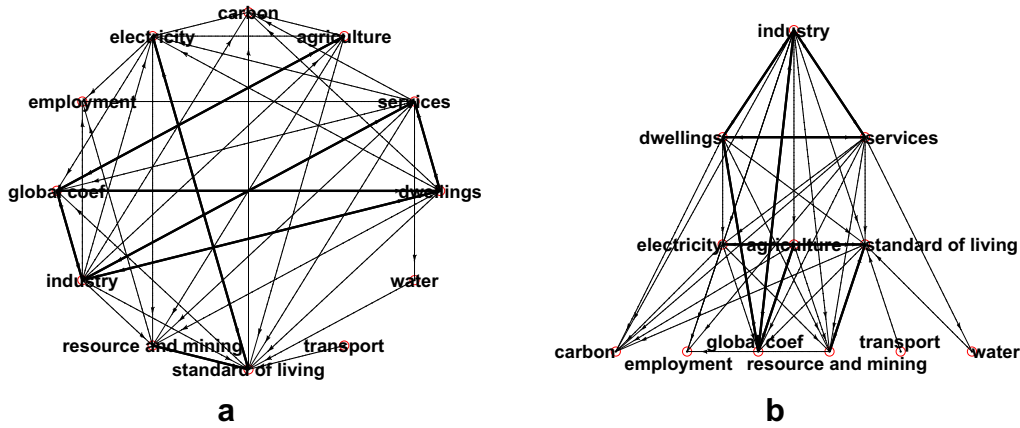 carbon
electricity
agriculture
employment
services
global coef
dwellings
industry
water
resource and mining
transport
standard of living
a
industry
dwellings
services
electricity
agriculture
standard of living
carbon
global coef
transport
water
employment
resource and mining
b